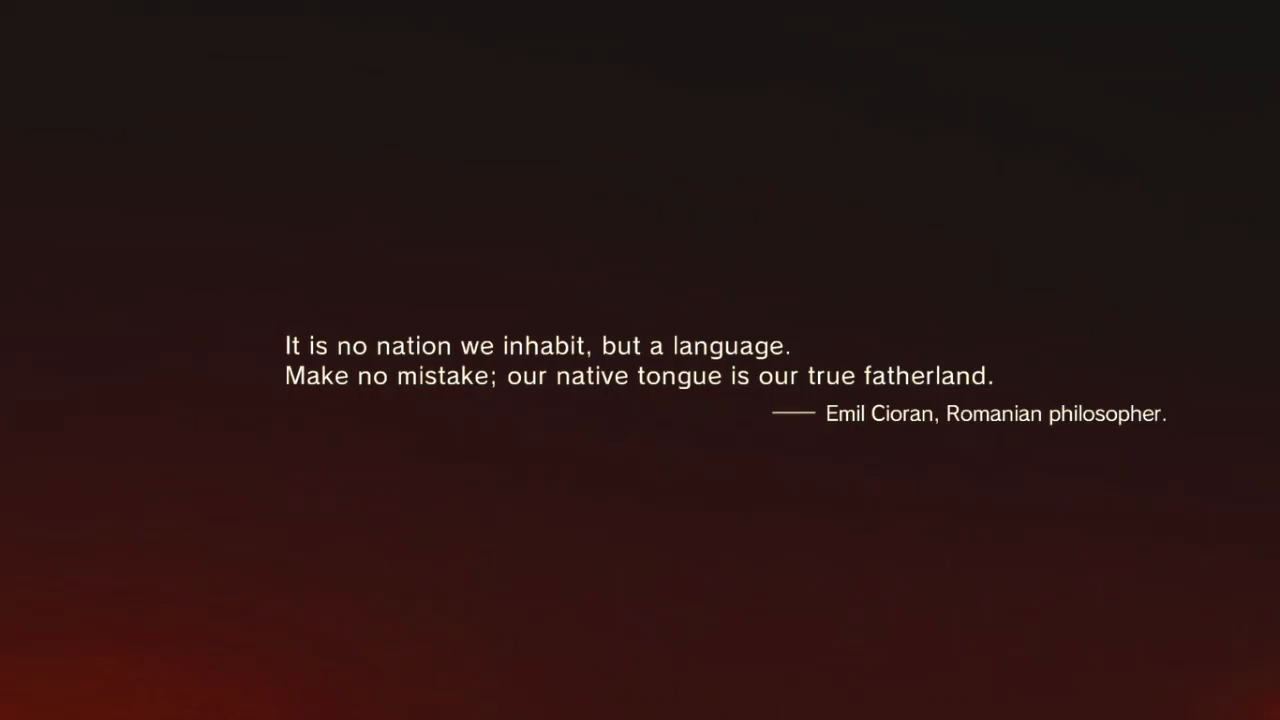 It is no nation we inhabit, but a language.
Make no mistake; our native tongue is our true fatherland.
—— Emil Cioran, Romanian philosopher.